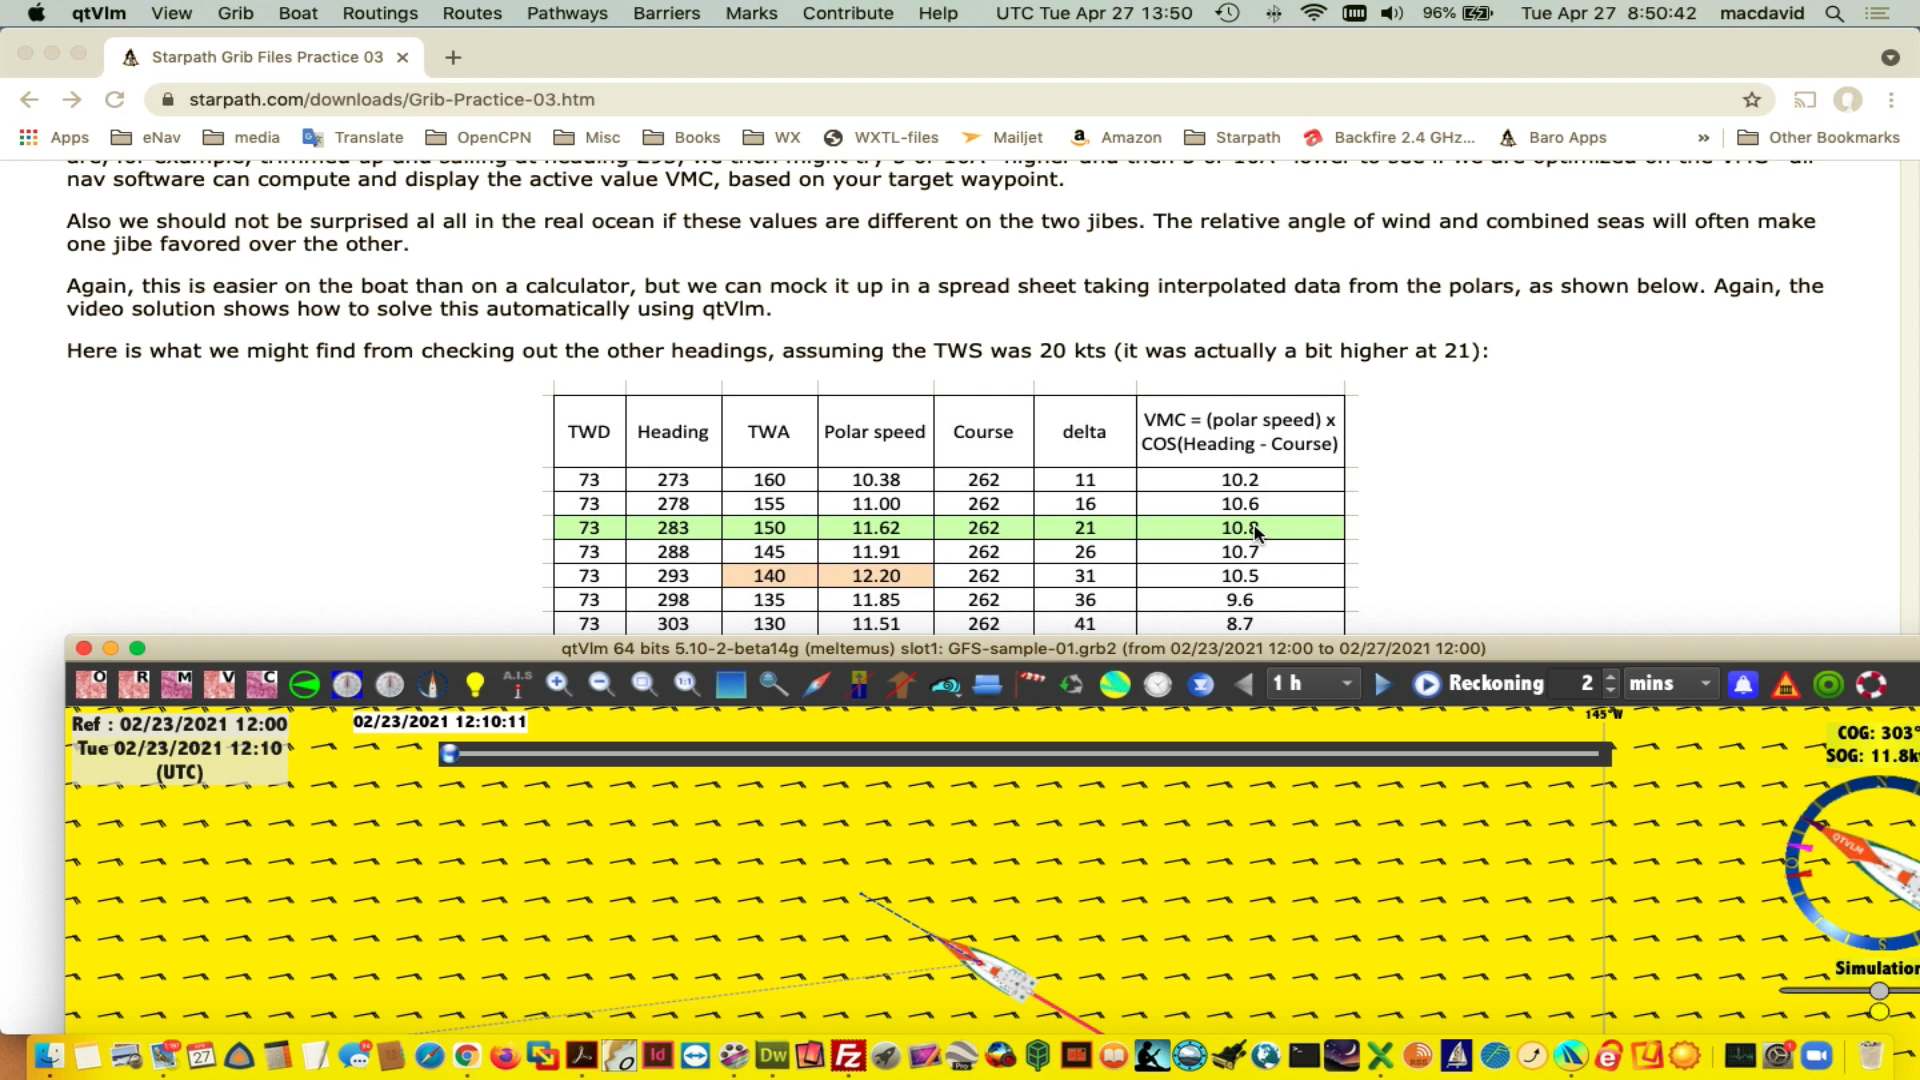 qtVlm View Grib Boat Routings Routes Pathways Barriers Marks Contribute Help UTC Tue Apr 27 13:50 96% Tue Apr 27 8:50:42 macdavid
Starpath Grib Files Practice 03
starpath.com/downloads/Grib-Practice-03.htm
Apps eNav media Translate OpenCPN Misc Books WX WXTL-files Mailjet Amazon Starpath Backfire 2.4 GHz... Baro Apps » Other Bookmarks
nav software can compute and display the active value VMC, based on your target waypoint.
Also we should not be surprised al all in the real ocean if these values are different on the two jibes. The relative angle of wind and combined seas will often make
one jibe favored over the other.
Again, this is easier on the boat than on a calculator, but we can mock it up in a spread sheet taking interpolated data from the polars, as shown below. Again, the
video solution shows how to solve this automatically using qtVlm.
Here is what we might find from checking out the other headings, assuming the TWS was 20 kts (it was actually a bit higher at 21):
TWD Heading TWA Polar speed Course delta VMC = (polar speed) x
COS(Heading - Course)
73 273 160 10.38 262 11 10.2
73 278 155 11.00 262 16 10.6
73 283 150 11.62 262 21 10.8
73 288 145 11.91 262 26 10.7
73 293 140 12.20 262 31 10.5
73 298 135 11.85 262 36 9.6
73 303 130 11.51 262 41 8.7
qtVlm 64 bits 5.10-2-beta14g (meltemus) slot1: GFS-sample-01.grb2 (from 02/23/2021 12:00 to 02/27/2021 12:00)
O R M V C A.I.S 1:1 1 h Reckoning 2 mins
Ref : 02/23/2021 12:00 02/23/2021 12:10:11 145°W
COG: 303°
Tue 02/23/2021 12:10
SOG: 11.8k
(UTC)
QTVLM
S
Simulation
27 Id Dw FZ Pro